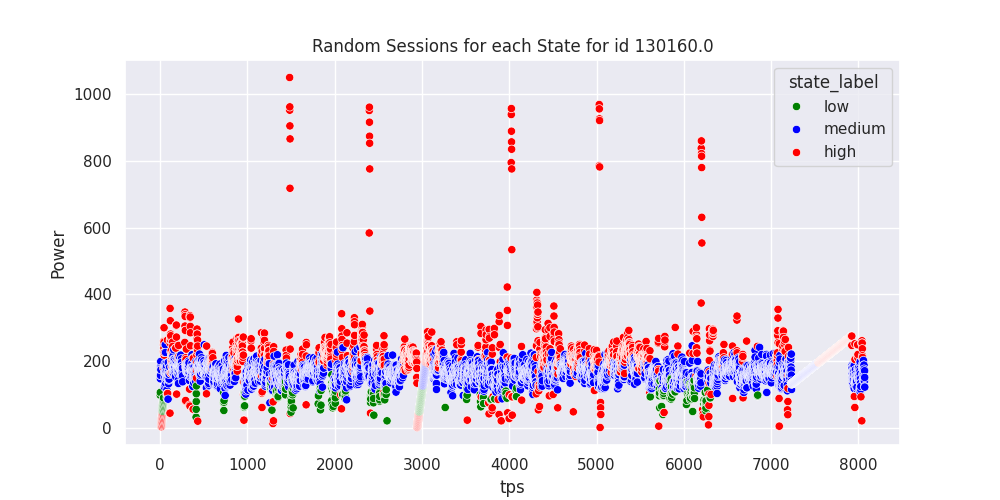 Random Sessions for each State for id 130160.0
state_label
low
medium
high
Power
1000
800
600
400
200
0
0 1000 2000 3000 4000 5000 6000 7000 8000
tps